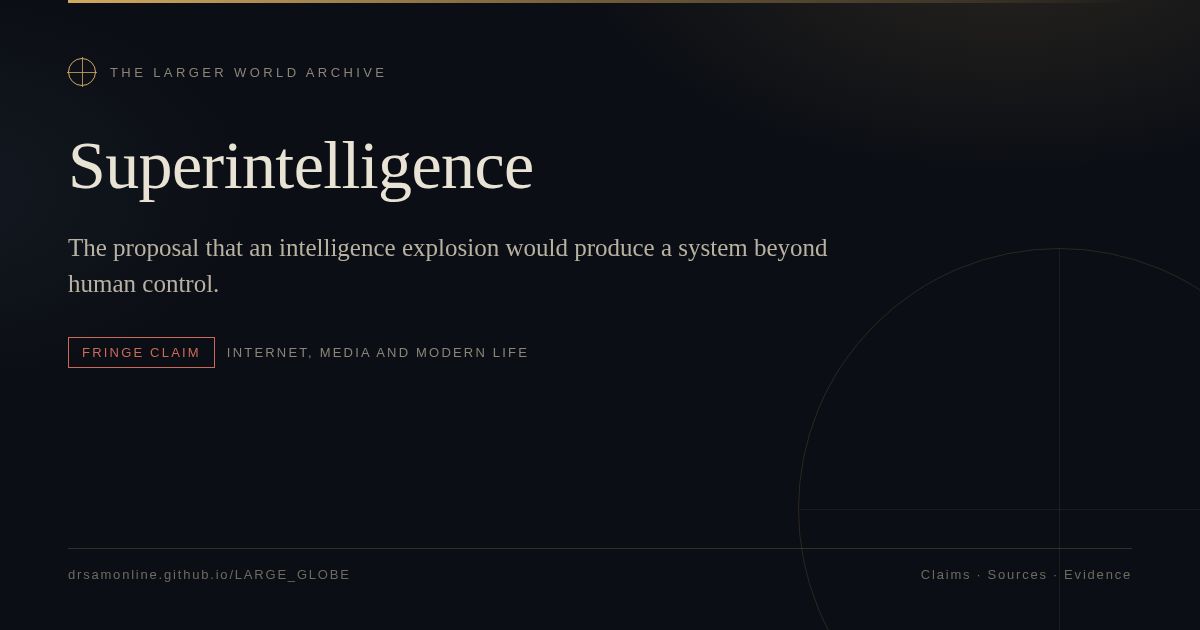 THE LARGER WORLD ARCHIVE
Superintelligence
The proposal that an intelligence explosion would produce a system beyond
human control.
FRINGE CLAIM
INTERNET, MEDIA AND MODERN LIFE
drsamonline.github.io/LARGE_GLOBE
Claims · Sources · Evidence